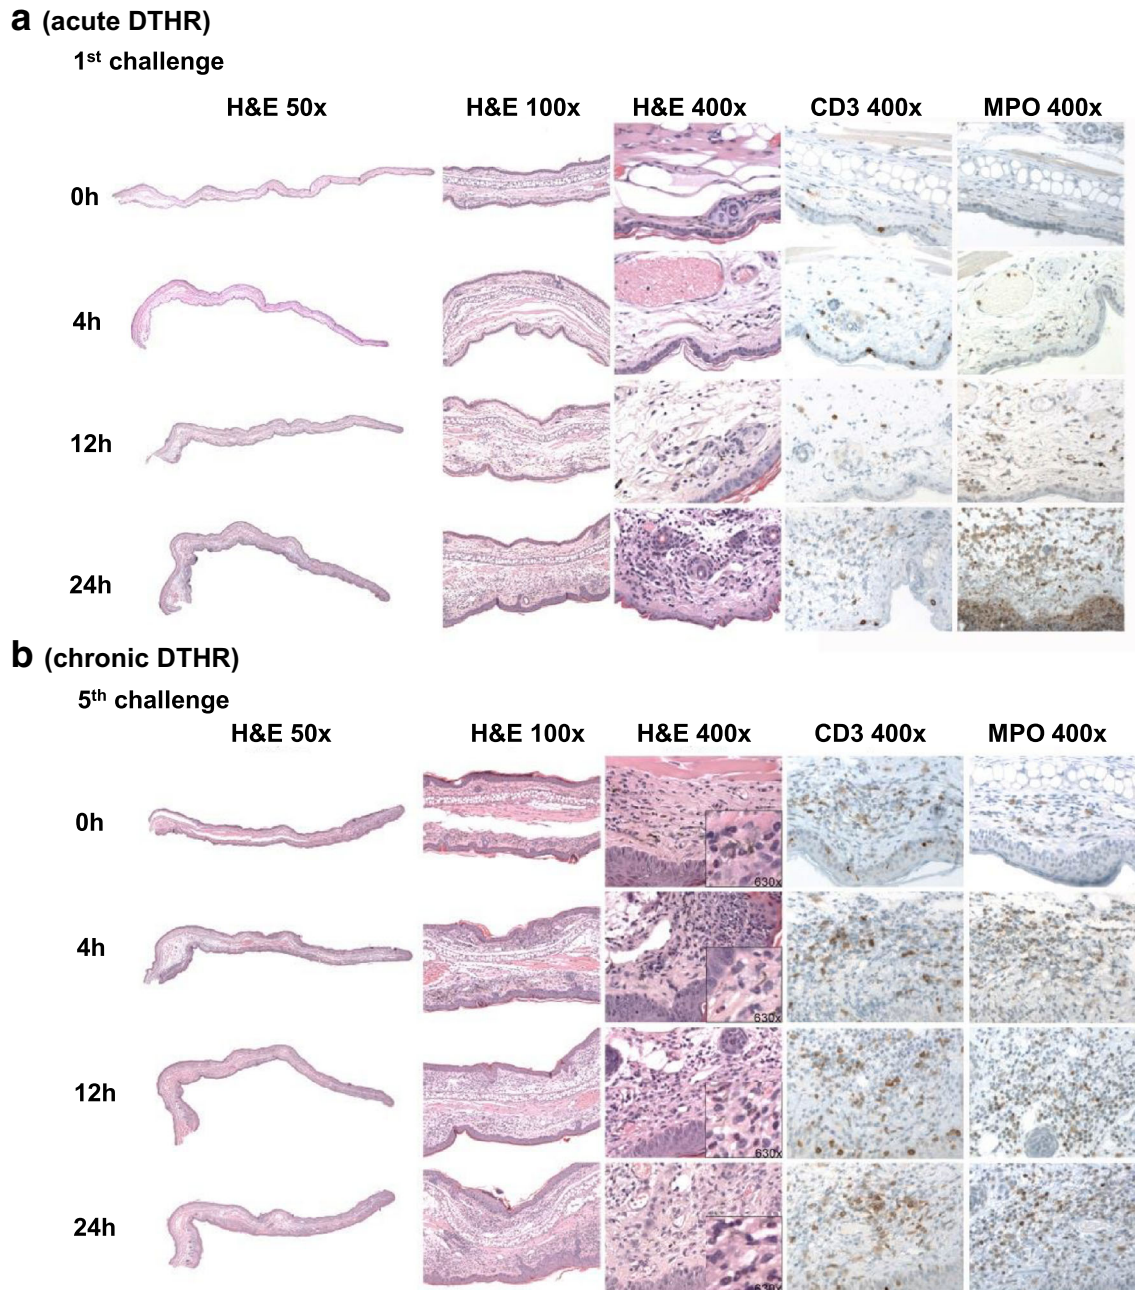 a (acute DTHR)
1st challenge
H&E 50x H&E 100x H&E 400x CD3 400x MPO 400x
0h
4h
12h
24h
b (chronic DTHR)
5th challenge
H&E 50x H&E 100x H&E 400x CD3 400x MPO 400x
0h
630x
4h
630x
12h
630x
24h